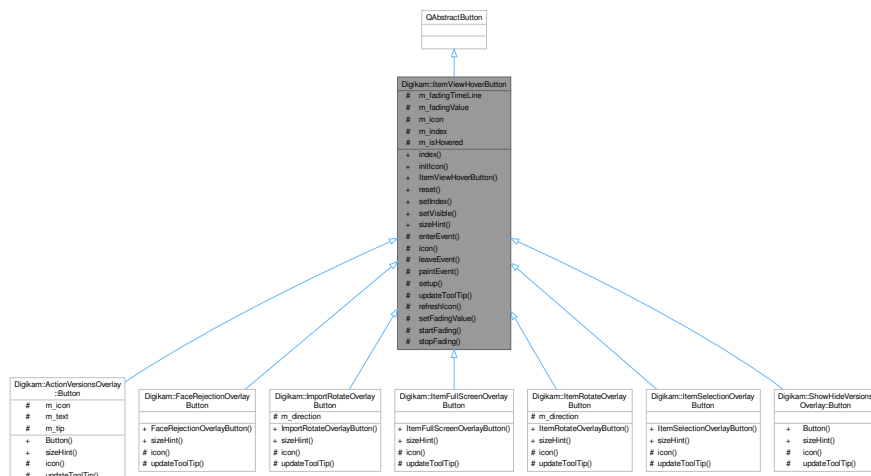 QAbstractButton
Digikam::ItemViewHoverButton
# m_fadingTimeLine
# m_fadingValue
# m_icon
# m_index
# m_isHovered
+ index()
+ initIcon()
+ ItemViewHoverButton()
+ reset()
+ setIndex()
+ setVisible()
+ sizeHint()
# enterEvent()
# icon()
# leaveEvent()
# paintEvent()
# setup()
# updateToolTip()
# refreshIcon()
# setFadingValue()
# startFading()
# stopFading()
Digikam::ActionVersionsOverlay
::Button
# m_icon
# m_text
# m_tip
+ Button()
+ sizeHint()
# icon()
# updateToolTip()
Digikam::FaceRejectionOverlay
Button
+ FaceRejectionOverlayButton()
+ sizeHint()
# icon()
# updateToolTip()
Digikam::ImportRotateOverlay
Button
# m_direction
+ ImportRotateOverlayButton()
+ sizeHint()
# icon()
# updateToolTip()
Digikam::ItemFullScreenOverlay
Button
+ ItemFullScreenOverlayButton()
+ sizeHint()
# icon()
# updateToolTip()
Digikam::ItemRotateOverlay
Button
# m_direction
+ ItemRotateOverlayButton()
+ sizeHint()
# icon()
# updateToolTip()
Digikam::ItemSelectionOverlay
Button
+ ItemSelectionOverlayButton()
+ sizeHint()
# icon()
# updateToolTip()
Digikam::ShowHideVersions
Overlay::Button
+ Button()
+ sizeHint()
# icon()
# updateToolTip()